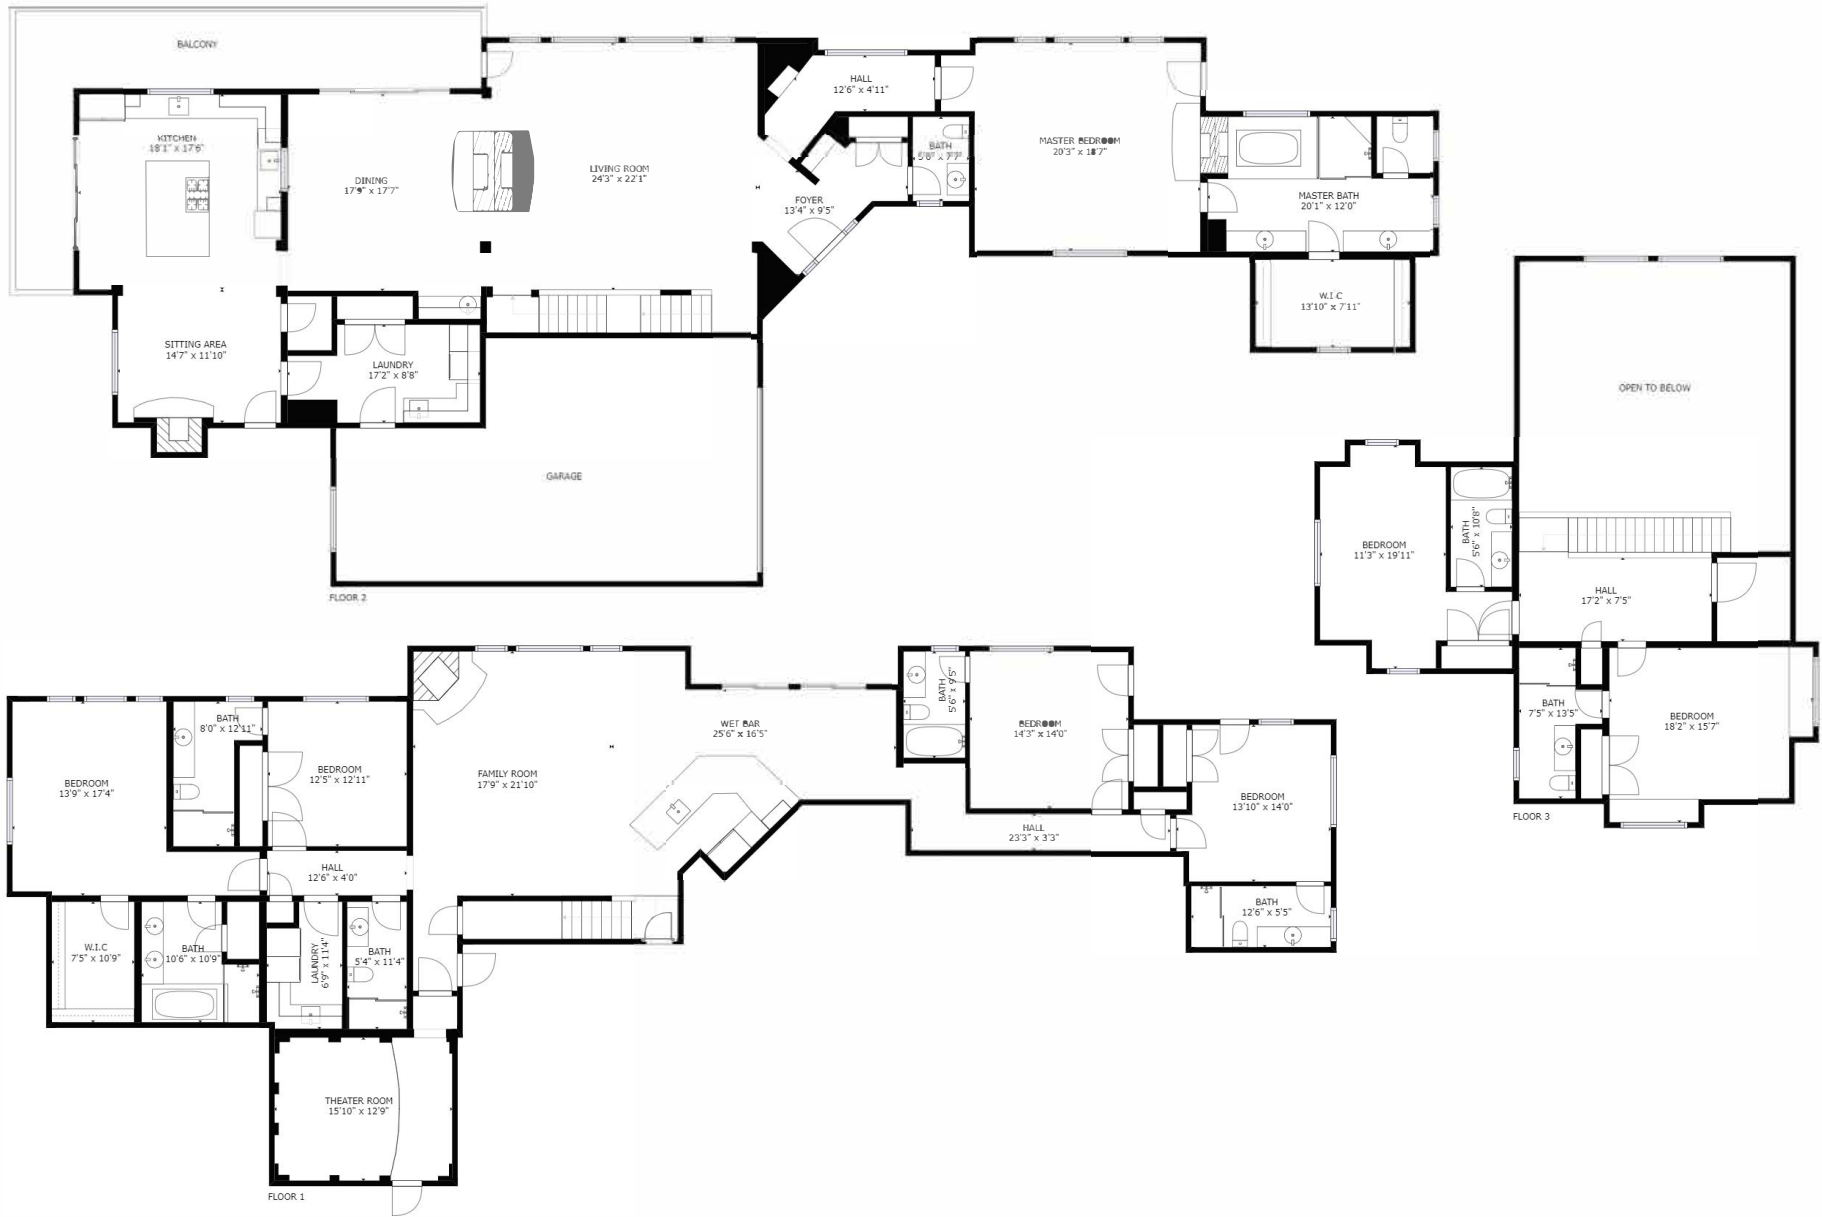 BALCONY
KITCHEN
18'1" x 17'6"
DINING
17'9" x 17'7"
LIVING ROOM
24'3" x 22'1"
HALL
12'6" x 4'11"
FOYER
13'4" x 9'5"
BATH
MASTER BEDROOM
20'3" x 18'7"
MASTER BATH
20'1" x 12'0"
W.I.C
13'10" x 7'11"
SITTING AREA
14'7" x 11'10"
LAUNDRY
17'2" x 8'8"
GARAGE
FLOOR 2
OPEN TO BELOW
BEDROOM
11'3" x 19'11"
BATH
5'6" x 10'8"
HALL
17'2" x 7'5"
BATH
7'5" x 13'5"
BEDROOM
18'2" x 15'7"
FLOOR 3
BEDROOM
13'9" x 17'4"
BATH
8'0" x 12'11"
BEDROOM
12'5" x 12'11"
FAMILY ROOM
17'9" x 21'10"
WET BAR
25'6" x 16'5"
BATH
5'6" x 9'5"
BEDROOM
14'3" x 14'0"
BEDROOM
13'10" x 14'0"
HALL
23'3" x 3'3"
HALL
12'6" x 4'0"
BATH
12'6" x 5'5"
W.I.C
7'5" x 10'9"
BATH
10'6" x 10'9"
LAUNDRY
6'9" x 11'4"
BATH
5'4" x 11'4"
THEATER ROOM
15'10" x 12'9"
FLOOR 1